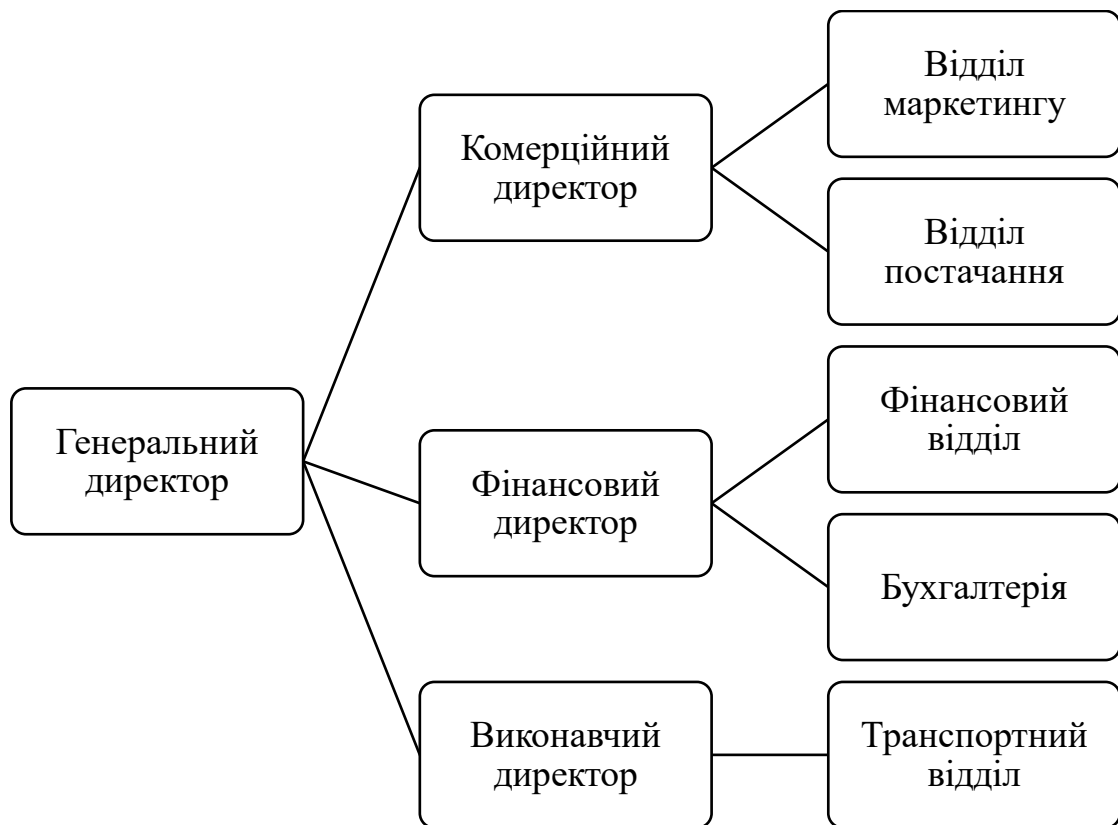 Генеральний
директор
Комерційний
директор
Відділ
маркетингу
Відділ
постачання
Фінансовий
директор
Фінансовий
відділ
Бухгалтерія
Виконавчий
директор
Транспортний
відділ